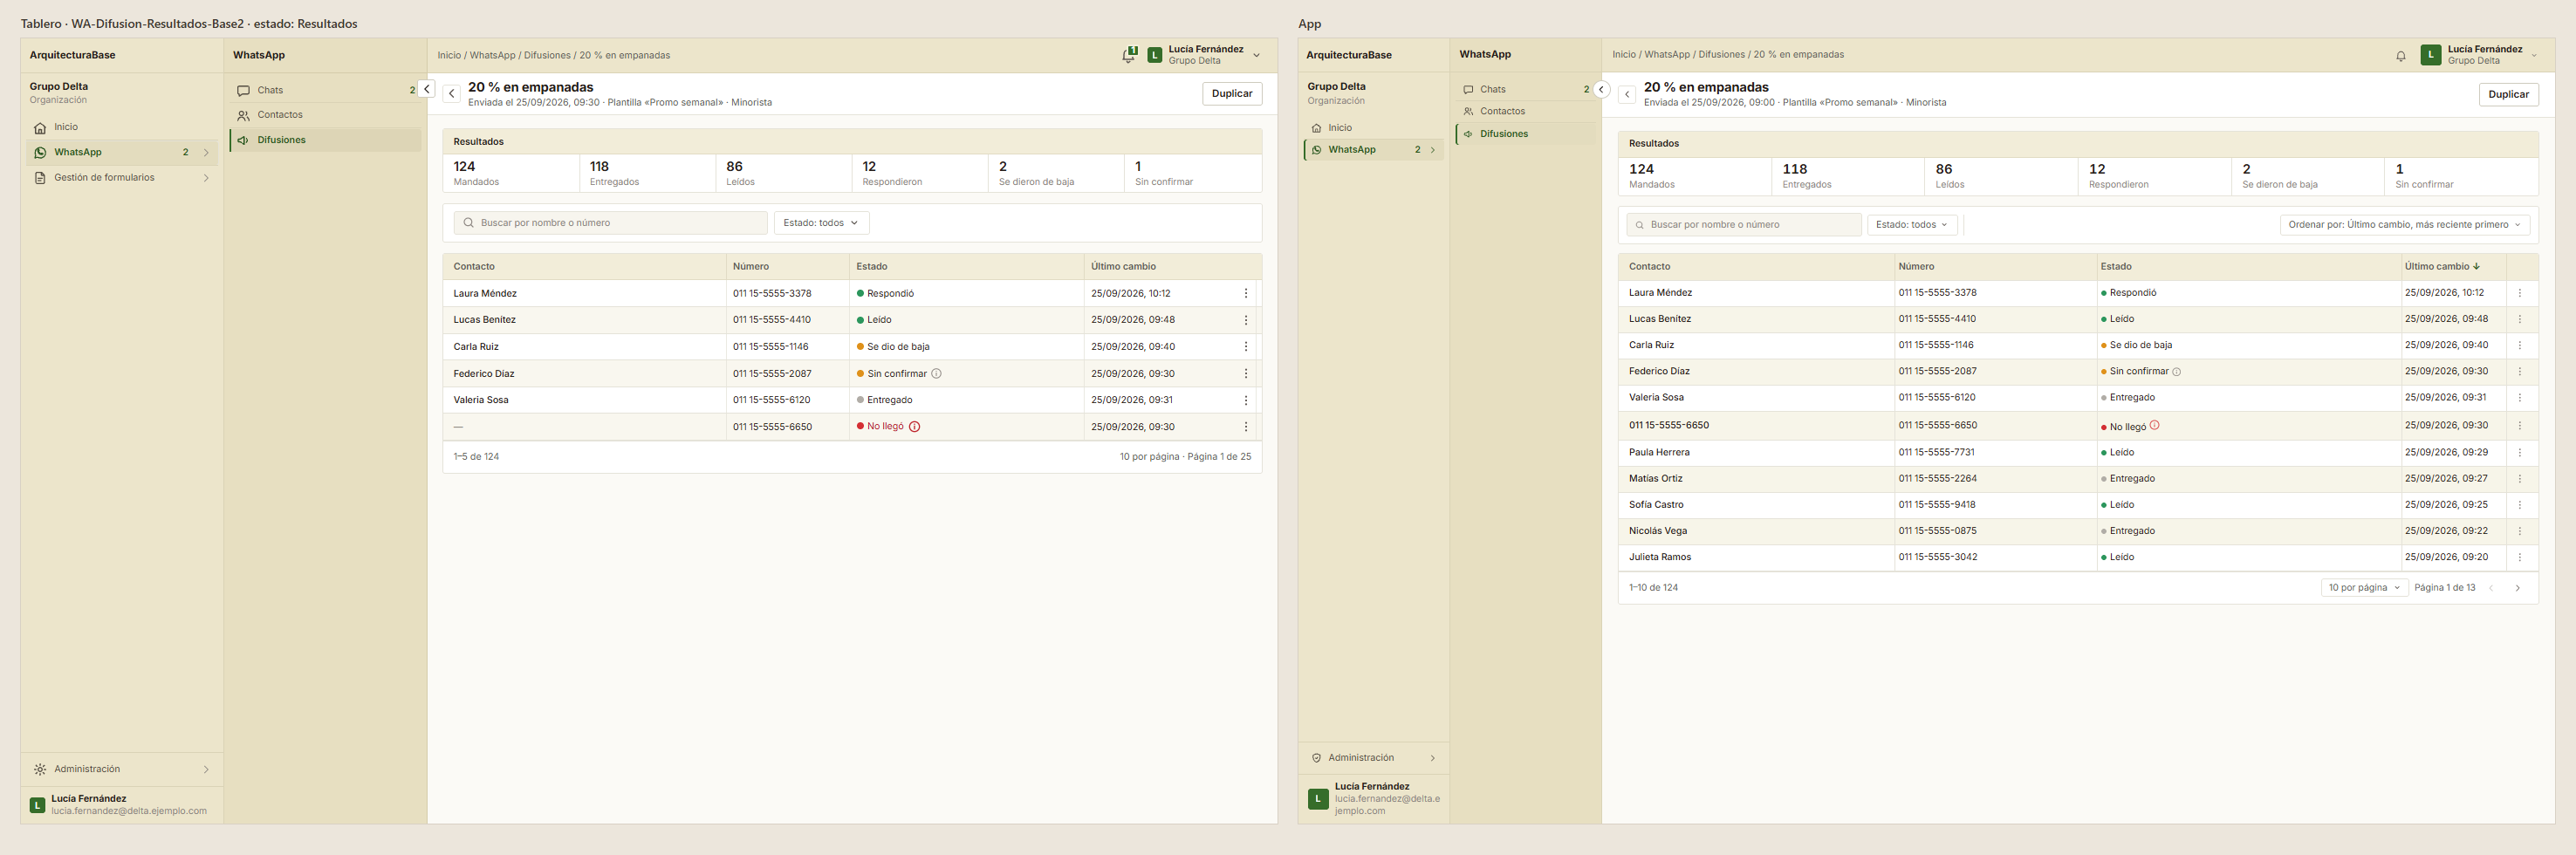 Tablero · WA-Difusion-Resultados-Base2 · estado: Resultados
ArquitecturaBase
Grupo Delta
Organización
Inicio
WhatsApp 2
Gestión de formularios
Administración
L
Lucía Fernández
lucia.fernandez@delta.ejemplo.com
WhatsApp
Chats 2
Contactos
Difusiones
Inicio / WhatsApp / Difusiones / 20 % en empanadas
1
L
Lucía Fernández
Grupo Delta
20 % en empanadas
Enviada el 25/09/2026, 09:30 · Plantilla «Promo semanal» · Minorista
Duplicar
Resultados
124 118 86 12 2 1
Mandados Entregados Leídos Respondieron Se dieron de baja Sin confirmar
Buscar por nombre o número Estado: todos
Contacto Número Estado Último cambio
Laura Méndez 011 15-5555-3378 Respondió 25/09/2026, 10:12
Lucas Benítez 011 15-5555-4410 Leído 25/09/2026, 09:48
Carla Ruiz 011 15-5555-1146 Se dio de baja 25/09/2026, 09:40
Federico Díaz 011 15-5555-2087 Sin confirmar 25/09/2026, 09:30
Valeria Sosa 011 15-5555-6120 Entregado 25/09/2026, 09:31
— 011 15-5555-6650 No llegó 25/09/2026, 09:30
1–5 de 124 10 por página · Página 1 de 25
App
ArquitecturaBase
Grupo Delta
Organización
Inicio
WhatsApp 2
Administración
L
Lucía Fernández
lucia.fernandez@delta.e
jemplo.com
WhatsApp
Chats 2
Contactos
Difusiones
Inicio / WhatsApp / Difusiones / 20 % en empanadas
L
Lucía Fernández
Grupo Delta
20 % en empanadas
Enviada el 25/09/2026, 09:00 · Plantilla «Promo semanal» · Minorista
Duplicar
Resultados
124 118 86 12 2 1
Mandados Entregados Leídos Respondieron Se dieron de baja Sin confirmar
Buscar por nombre o número Estado: todos Ordenar por: Último cambio, más reciente primero
Contacto Número Estado Último cambio ↓
Laura Méndez 011 15-5555-3378 Respondió 25/09/2026, 10:12
Lucas Benítez 011 15-5555-4410 Leído 25/09/2026, 09:48
Carla Ruiz 011 15-5555-1146 Se dio de baja 25/09/2026, 09:40
Federico Díaz 011 15-5555-2087 Sin confirmar 25/09/2026, 09:30
Valeria Sosa 011 15-5555-6120 Entregado 25/09/2026, 09:31
011 15-5555-6650 011 15-5555-6650 No llegó 25/09/2026, 09:30
Paula Herrera 011 15-5555-7731 Leído 25/09/2026, 09:29
Matías Ortiz 011 15-5555-2264 Entregado 25/09/2026, 09:27
Sofía Castro 011 15-5555-9418 Leído 25/09/2026, 09:25
Nicolás Vega 011 15-5555-0875 Entregado 25/09/2026, 09:22
Julieta Ramos 011 15-5555-3042 Leído 25/09/2026, 09:20
1–10 de 124 10 por página Página 1 de 13